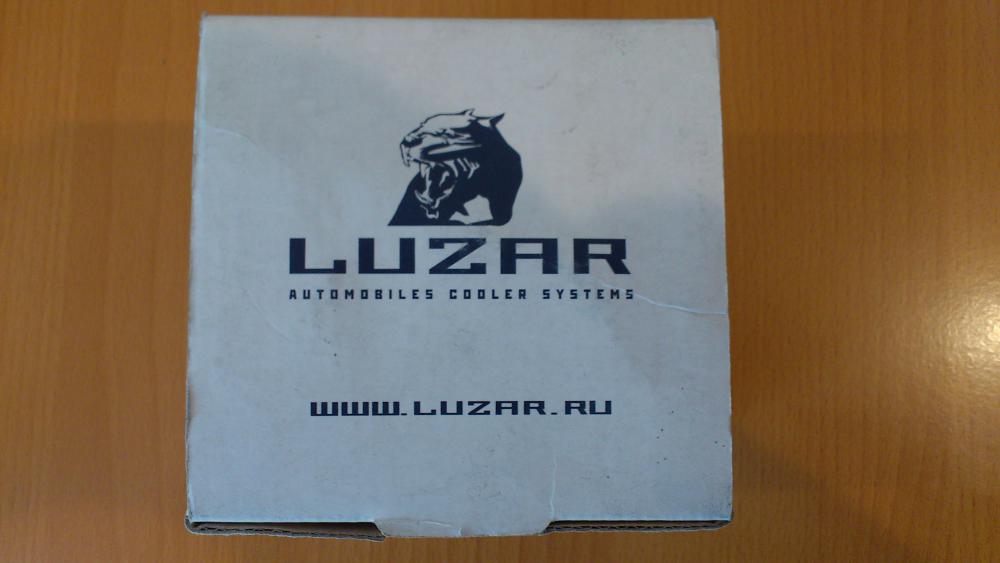 LUZAR
AUTOMOBILES COOLER SYSTEMS
WWW.LUZAR.RU